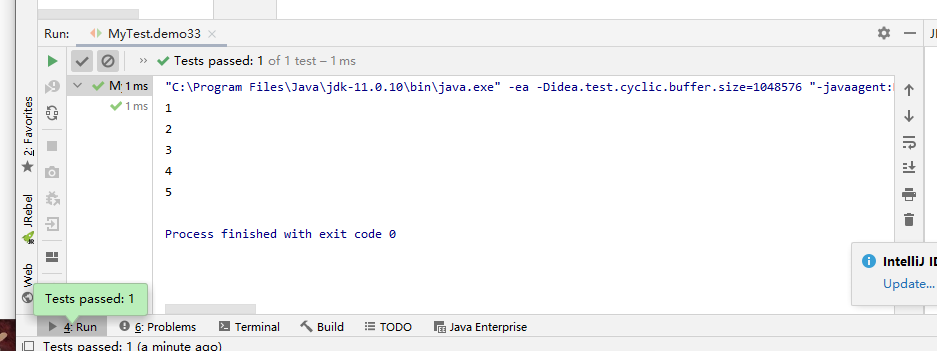 Run: MyTest.demo33
Tests passed: 1 of 1 test – 1 ms
1 ms
"C:\Program Files\Java\jdk-11.0.10\bin\java.exe" -ea -Didea.test.cyclic.buffer.size=1048576 "-javaagent:
1 ms
1
2
3
4
5
Process finished with exit code 0
2: Favorites
JRebel
Web
IntelliJ
Update...
Tests passed: 1
4: Run 6: Problems Terminal Build TODO Java Enterprise
Tests passed: 1 (a minute ago)